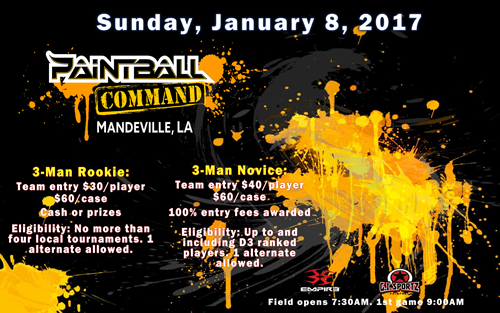 Sunday, January 8, 2017
PAINTBALL
COMMAND
MANDEVILLE, LA
3-Man Rookie:
Team entry $30/player
$60/case
Cash or prizes
Eligibility: No more than
four local tournaments. 1
alternate allowed.
3-Man Novice:
Team entry $40/player
$60/case
100% entry fees awarded
Eligibility: Up to and
including D3 ranked
players. 1 alternate
allowed.
EMPIRE
G.I. SPORTZ
Field opens 7:30AM. 1st game 9:00AM